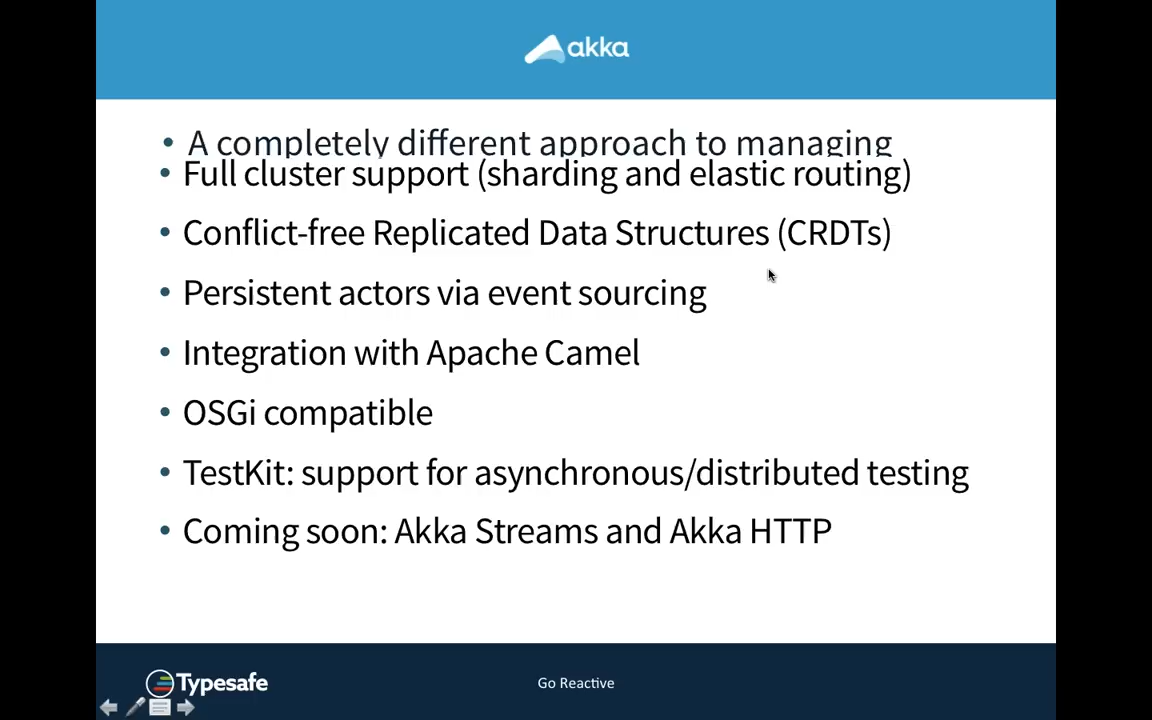 akka
• A completely different approach to managing
• Full cluster support (sharding and elastic routing)
• Conflict-free Replicated Data Structures (CRDTs)
• Persistent actors via event sourcing
• Integration with Apache Camel
• OSGi compatible
• TestKit: support for asynchronous/distributed testing
• Coming soon: Akka Streams and Akka HTTP
Typesafe
Go Reactive